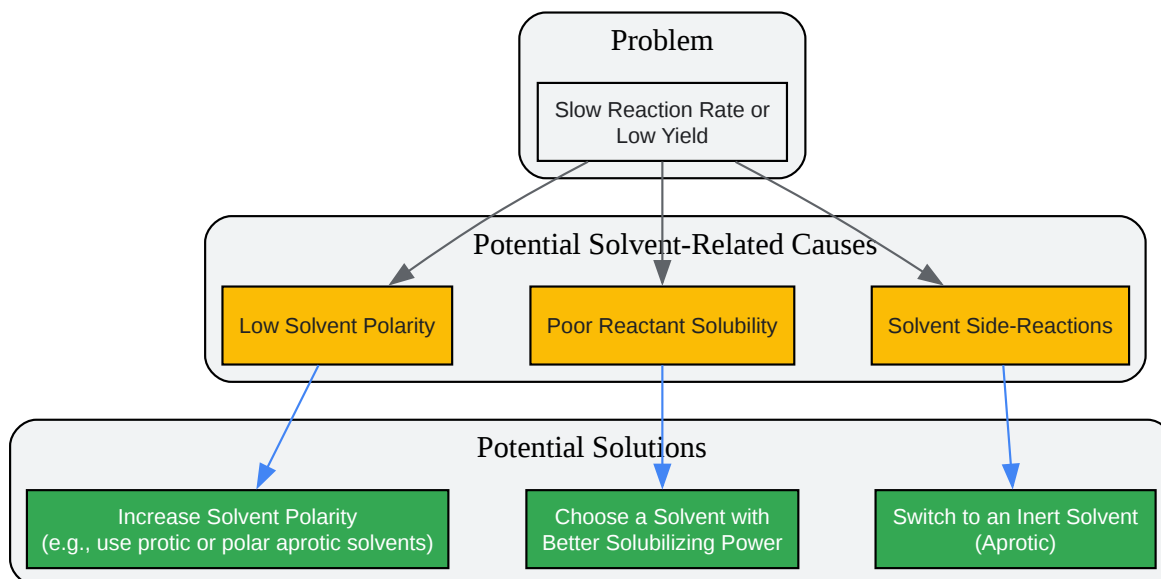 Problem
Slow Reaction Rate or
Low Yield
Potential Solvent-Related Causes
Low Solvent Polarity
Poor Reactant Solubility
Solvent Side-Reactions
Potential Solutions
Increase Solvent Polarity
(e.g., use protic or polar aprotic solvents)
Choose a Solvent with
Better Solubilizing Power
Switch to an Inert Solvent
(Aprotic)